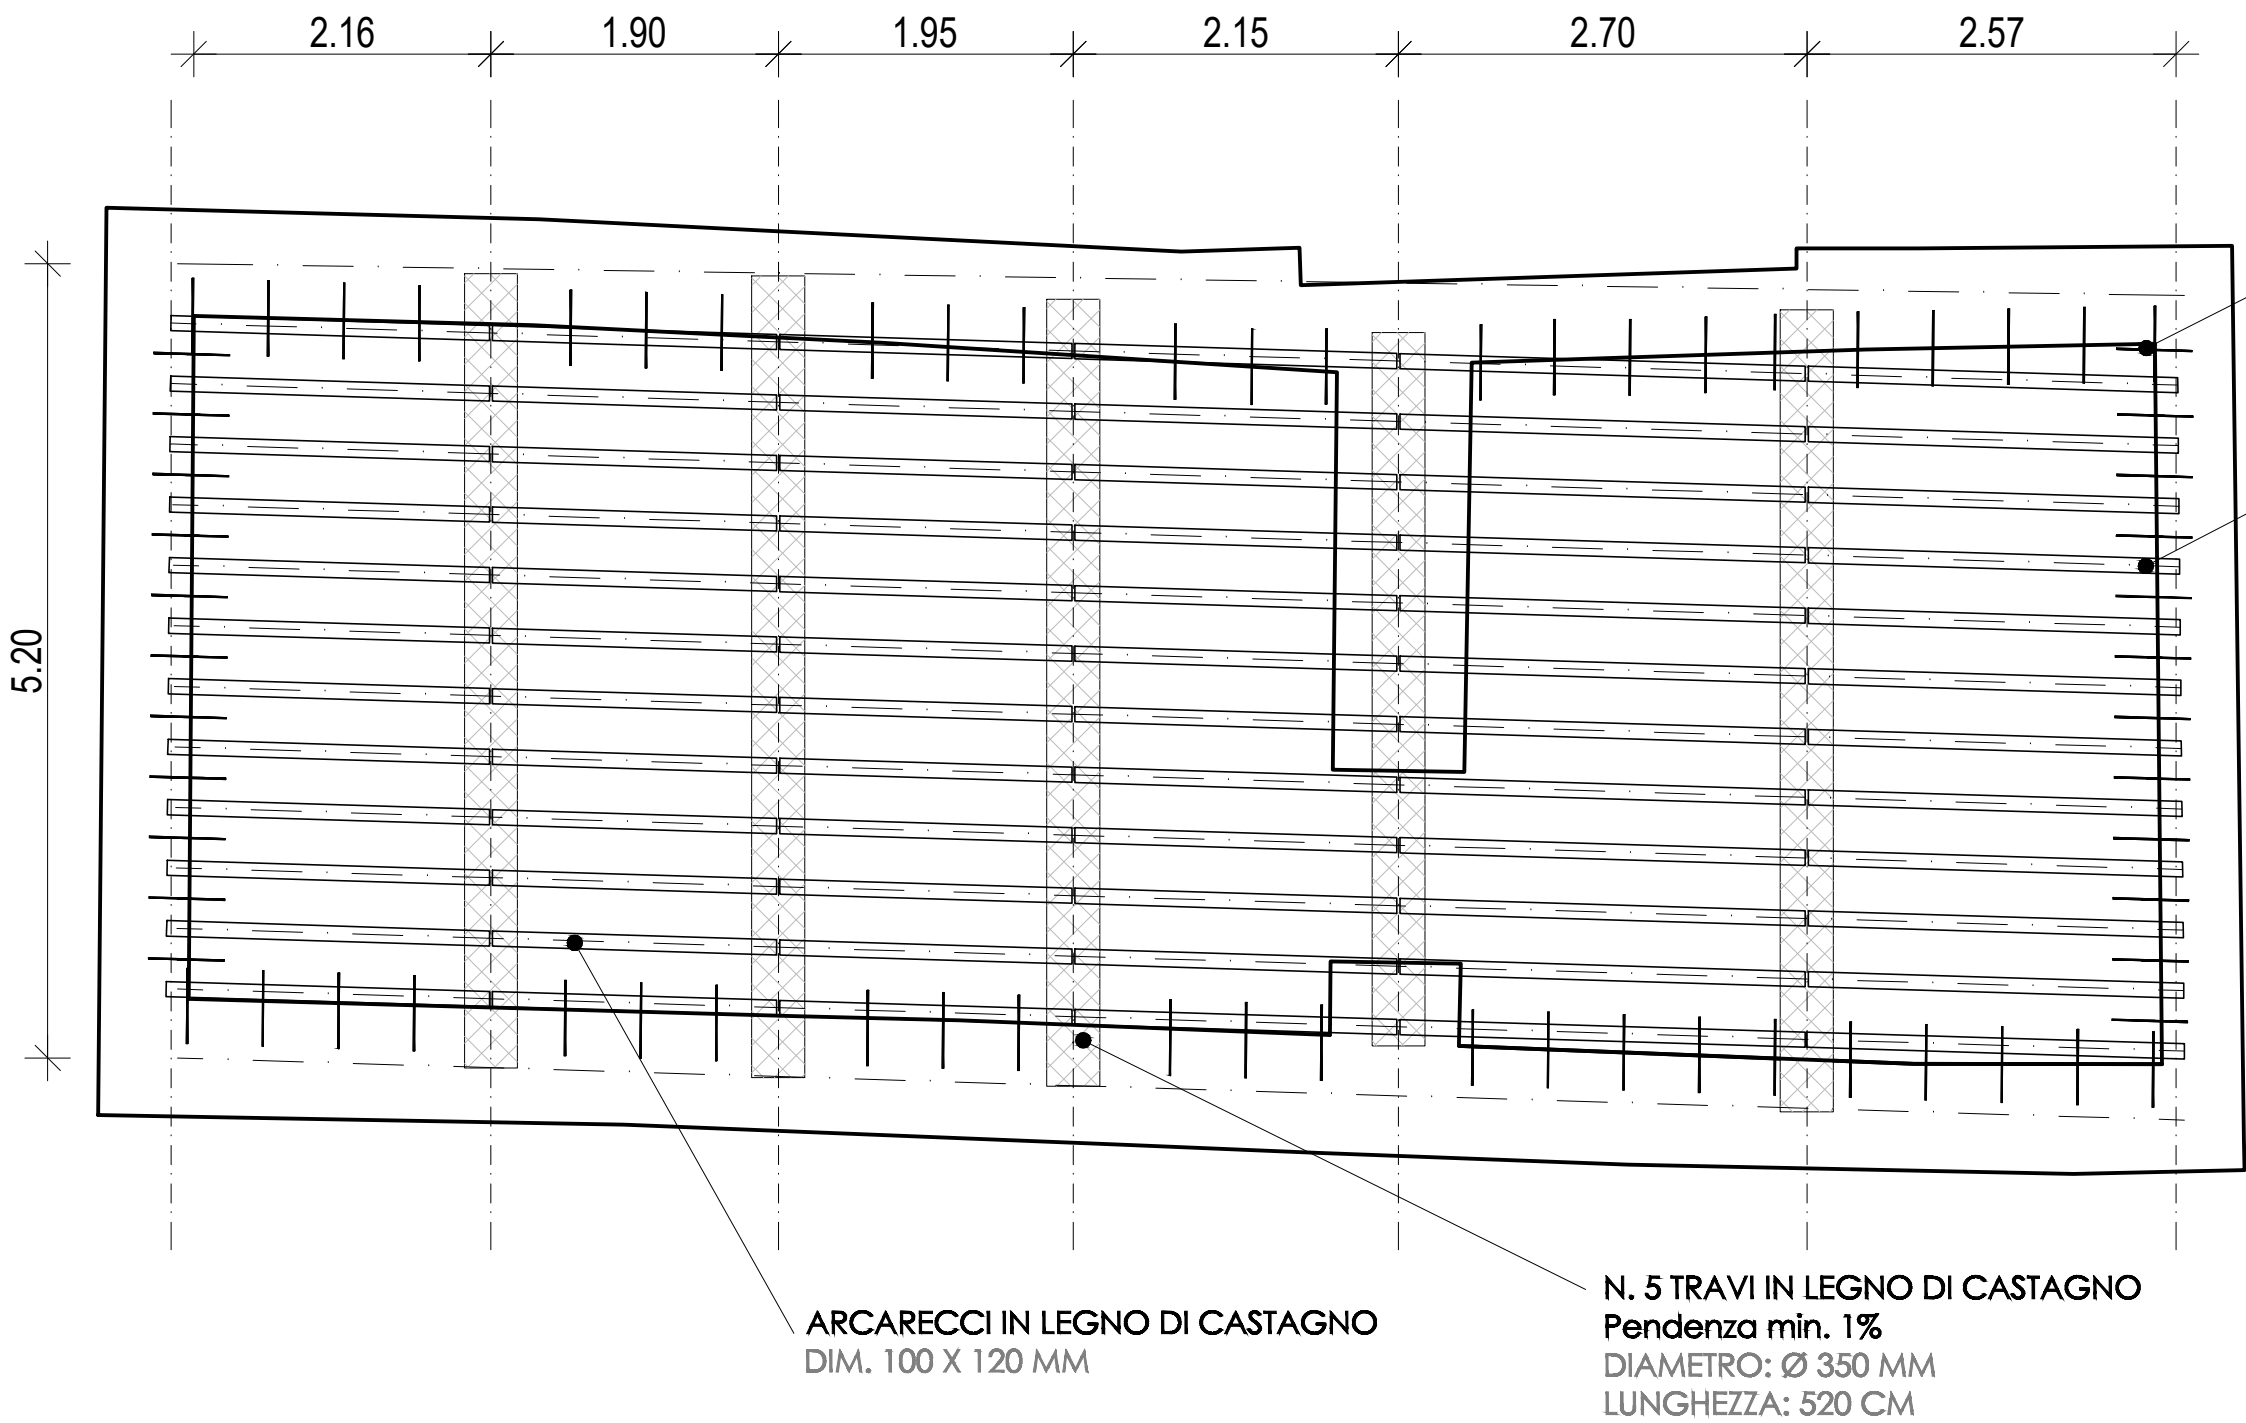 2.16 1.90 1.95 2.15 2.70 2.57
5.20
ARCARECCI IN LEGNO DI CASTAGNO
DIM. 100 X 120 MM
N. 5 TRAVI IN LEGNO DI CASTAGNO
Pendenza min. 1%
DIAMETRO: Ø 350 MM
LUNGHEZZA: 520 CM